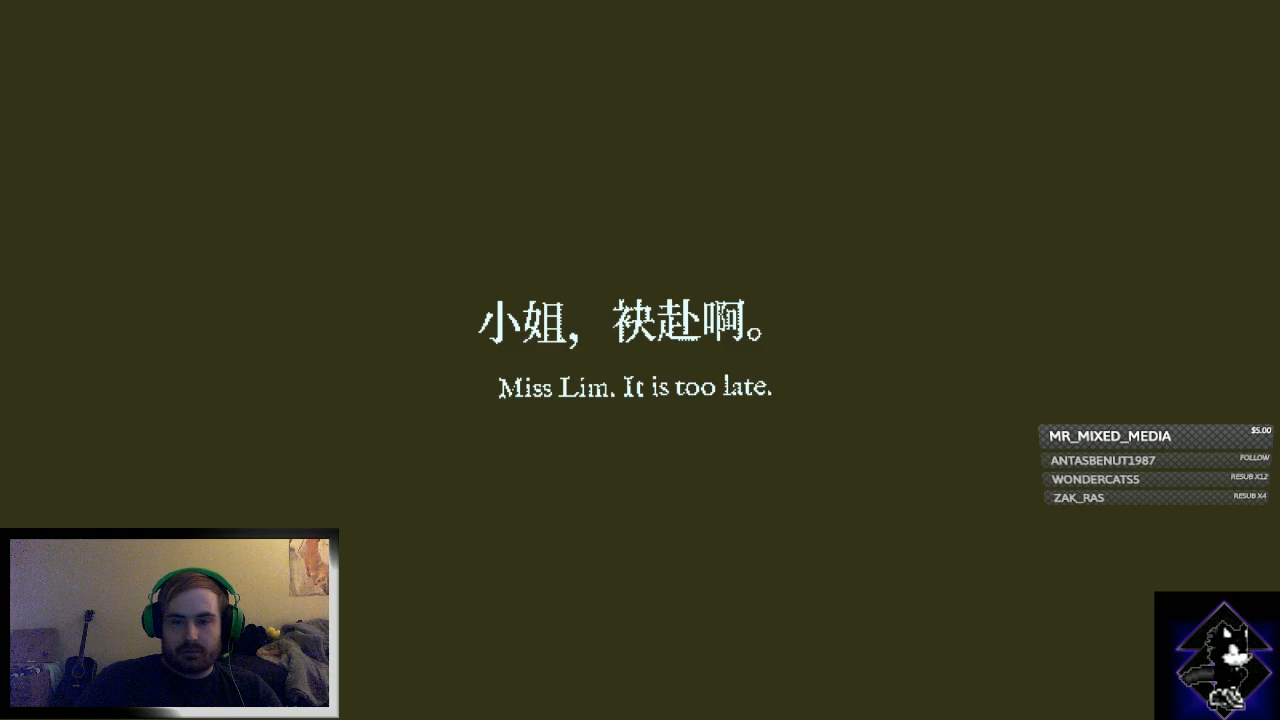 小姐，袂赴啊。
Miss Lim. It is too late.
MR_MIXED_MEDIA $5.00
ANTASBENUT1987 FOLLOW
WONDERCATS5 RESUB X12
ZAK_RAS RESUB X4